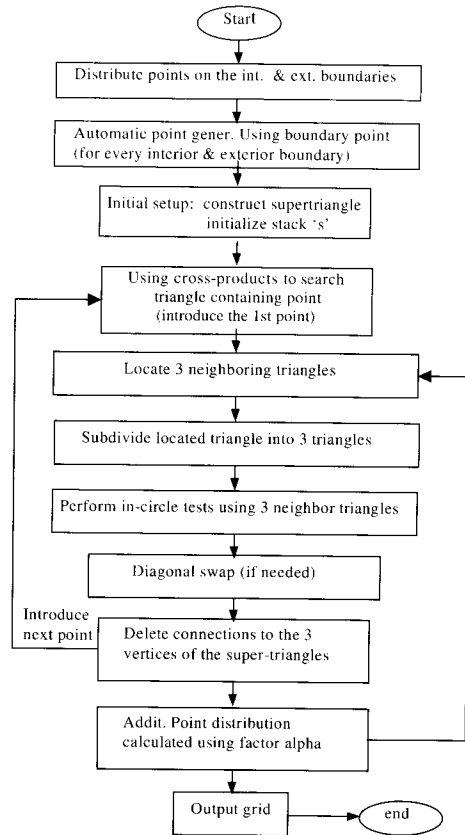 Start
Distribute points on the int. & ext. boundaries
Automatic point gener. Using boundary point
(for every interior & exterior boundary)
Initial setup: construct supertriangle
initialize stack ‘s’
Using cross-products to search
triangle containing point
(introduce the 1st point)
Locate 3 neighboring triangles
Subdivide located triangle into 3 triangles
Perform in-circle tests using 3 neighbor triangles
Diagonal swap (if needed)
Introduce
next point
Delete connections to the 3
vertices of the super-triangles
Addit. Point distribution
calculated using factor alpha
Output grid
end